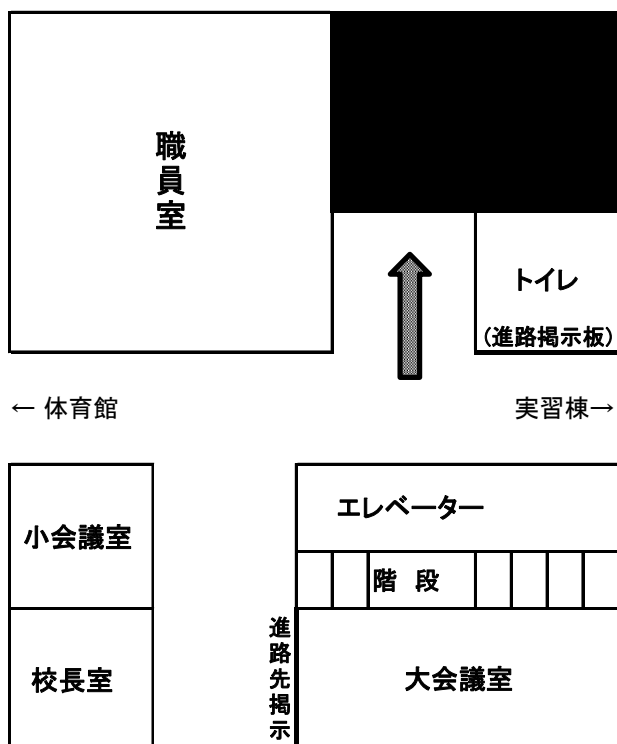 職員室
トイレ
(進路掲示板)
← 体育館
実習棟→
エレベーター
小会議室
階 段
進路先掲示
校長室
大会議室